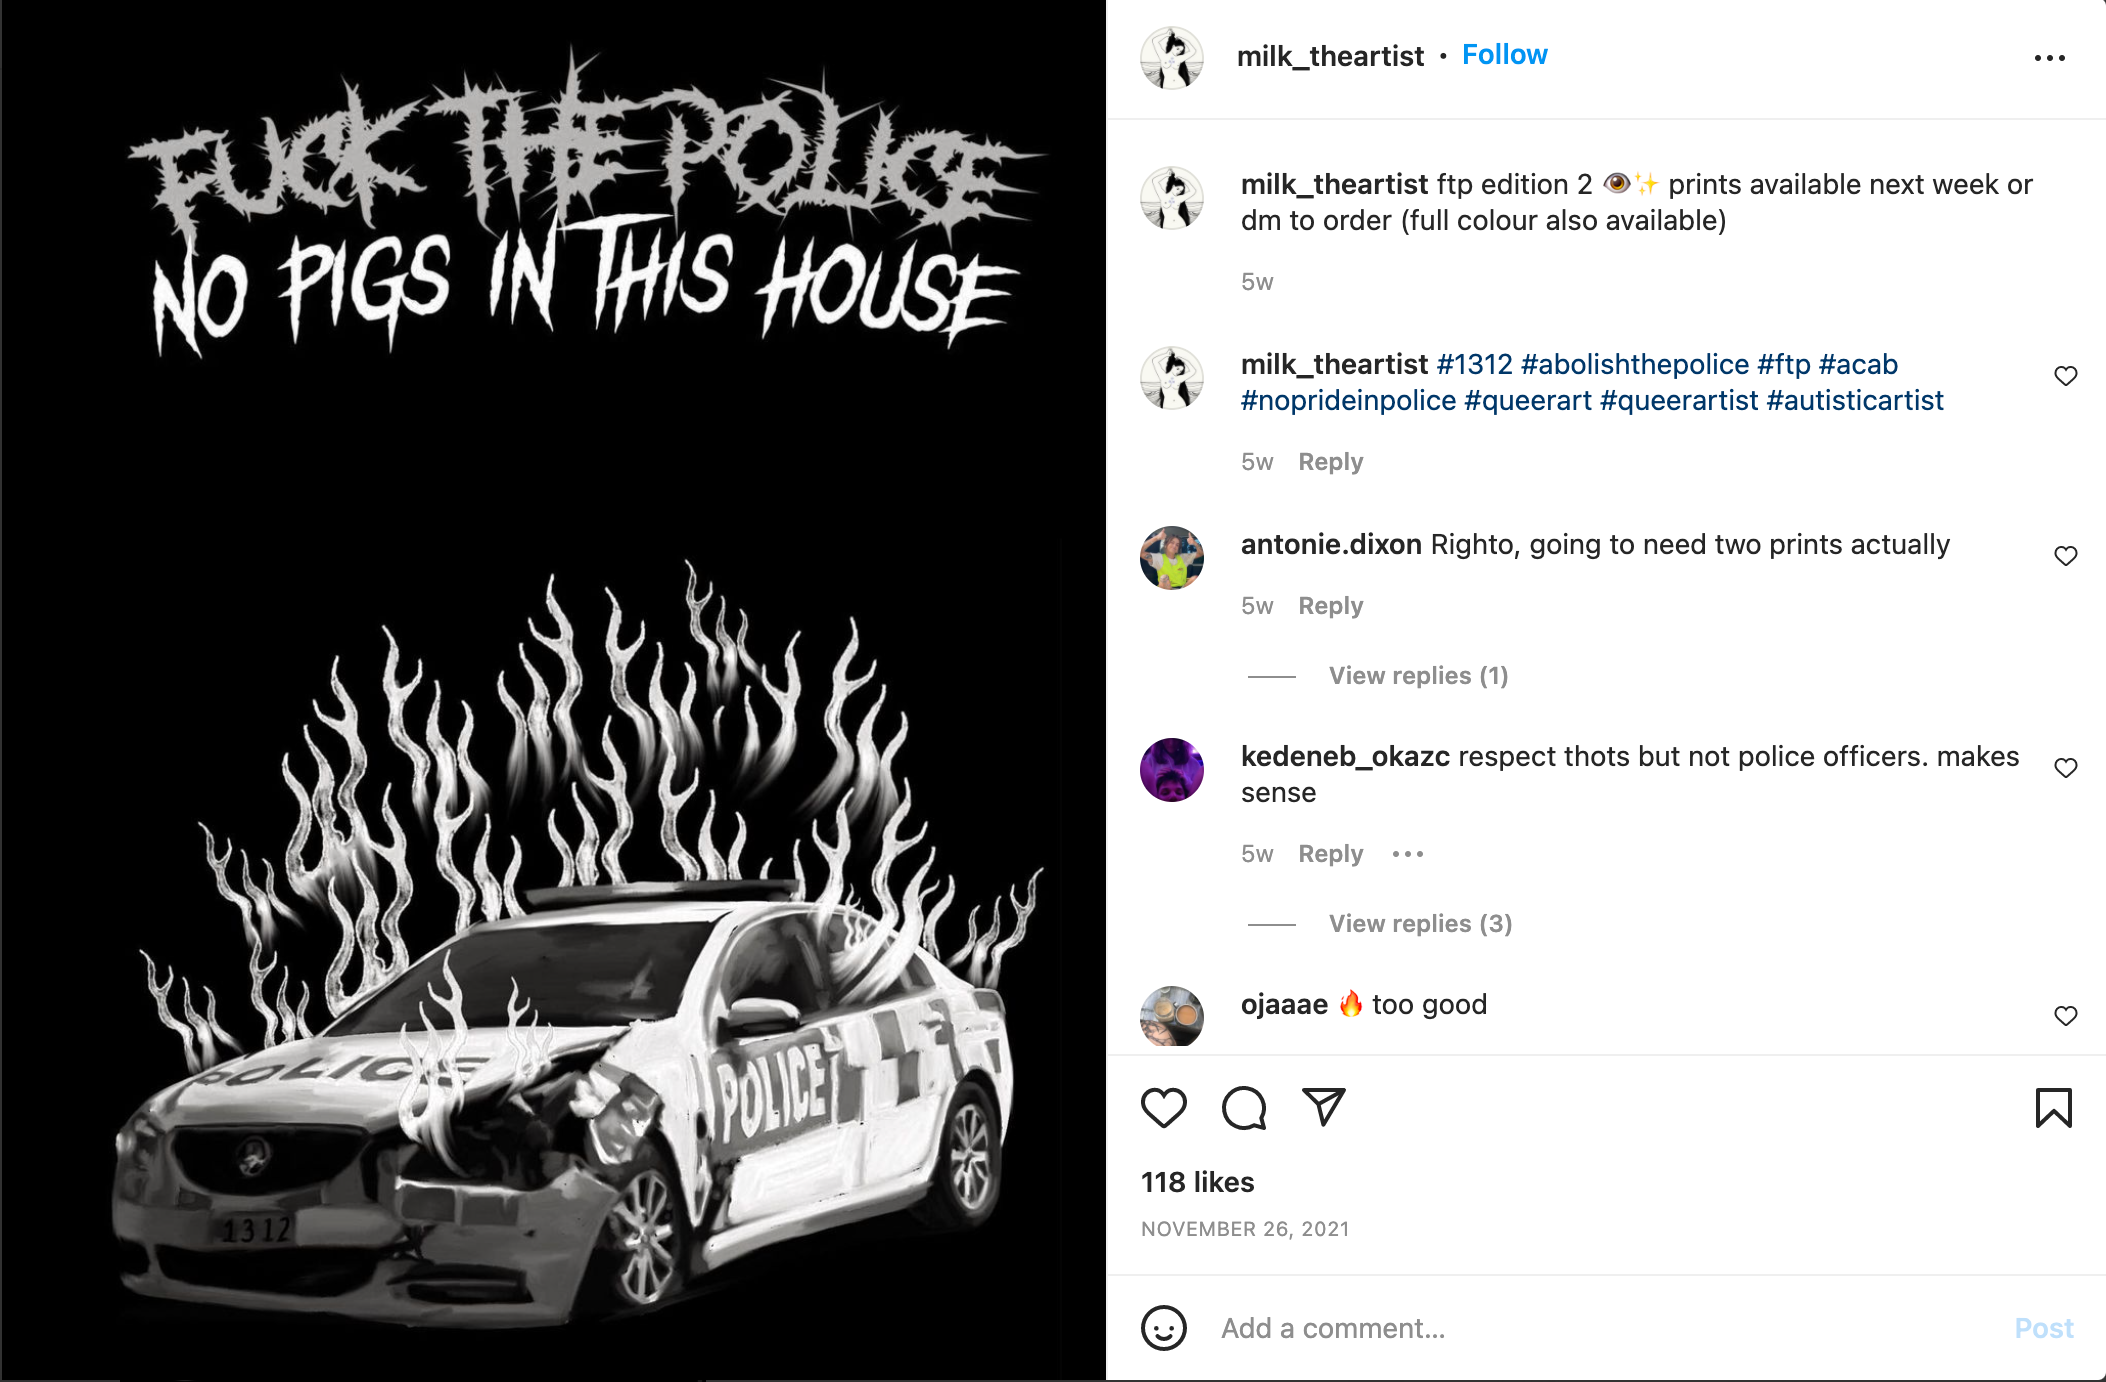 FUCK THE POLICE
NO PIGS IN THIS HOUSE
POLICE
POLICE
1312
milk_theartist • Follow
milk_theartist ftp edition 2 👁️✨ prints available next week or
dm to order (full colour also available)
5w
milk_theartist #1312 #abolishthepolice #ftp #acab
#noprideinpolice #queerart #queerartist #autisticartist
5w Reply
antonie.dixon Righto, going to need two prints actually
5w Reply
View replies (1)
kedeneb_okazc respect thots but not police officers. makes
sense
5w Reply
View replies (3)
ojaaae 🔥 too good
118 likes
NOVEMBER 26, 2021
Add a comment...
Post